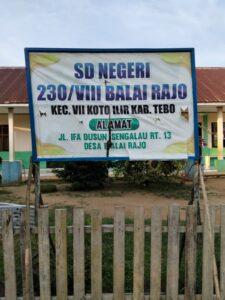 SD NEGERI
230/VIII BALAI RAJO
KEC. VII KOTO ILIR KAB. TEBO
ALAMAT
JL. IFA DUSUN SENGALAU RT. 13
DESA BALAI RAJO